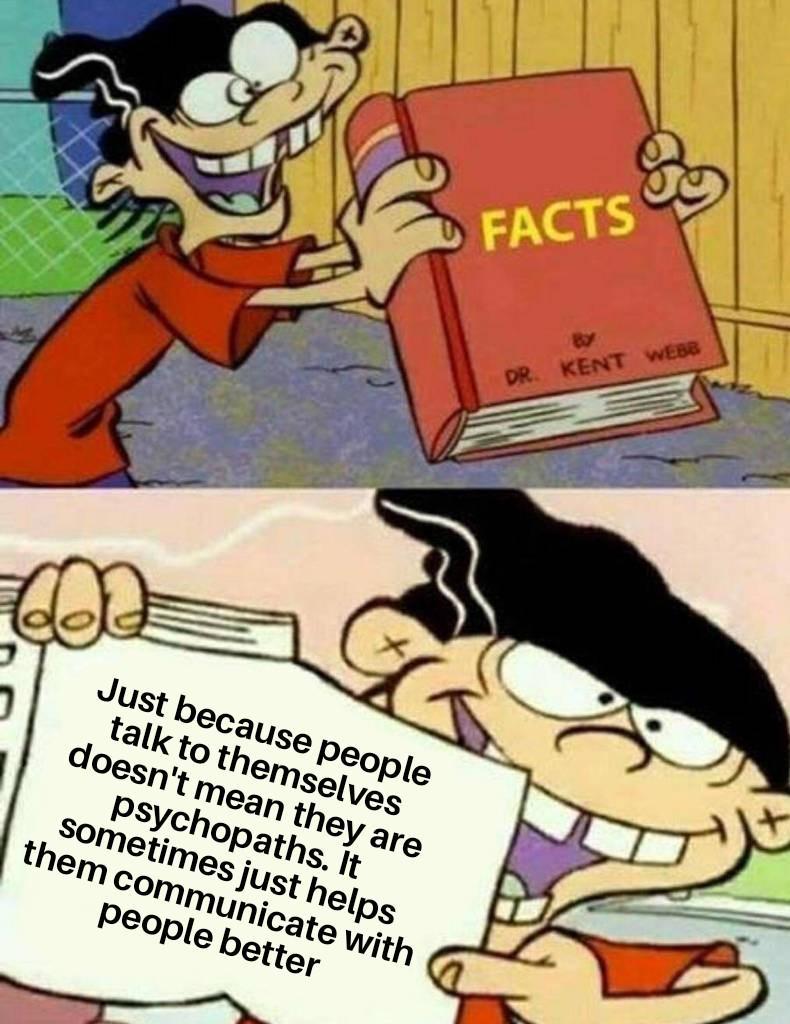 FACTS
BY
DR. KENT WEBB
Just because people
talk to themselves
doesn't mean they are
psychopaths. It
sometimes just helps
them communicate with
people better